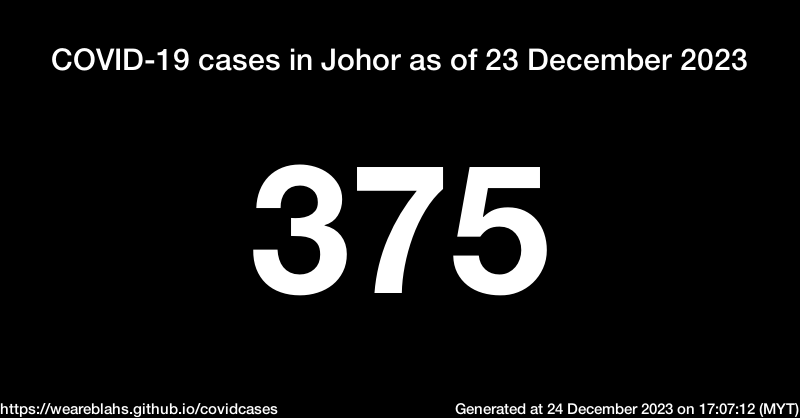 COVID-19 cases in Johor as of 23 December 2023
375
https://weareblahs.github.io/covidcases
Generated at 24 December 2023 on 17:07:12 (MYT)